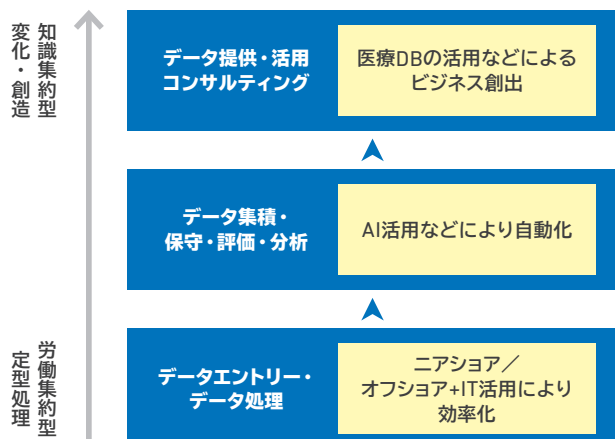 知識集約型
変化・創造
データ提供・活用
コンサルティング
医療DBの活用などによる
ビジネス創出
データ集積・
保守・評価・分析
AI活用などにより自動化
労働集約型
定型処理
データエントリー・
データ処理
ニアショア／
オフショア+IT活用により
効率化